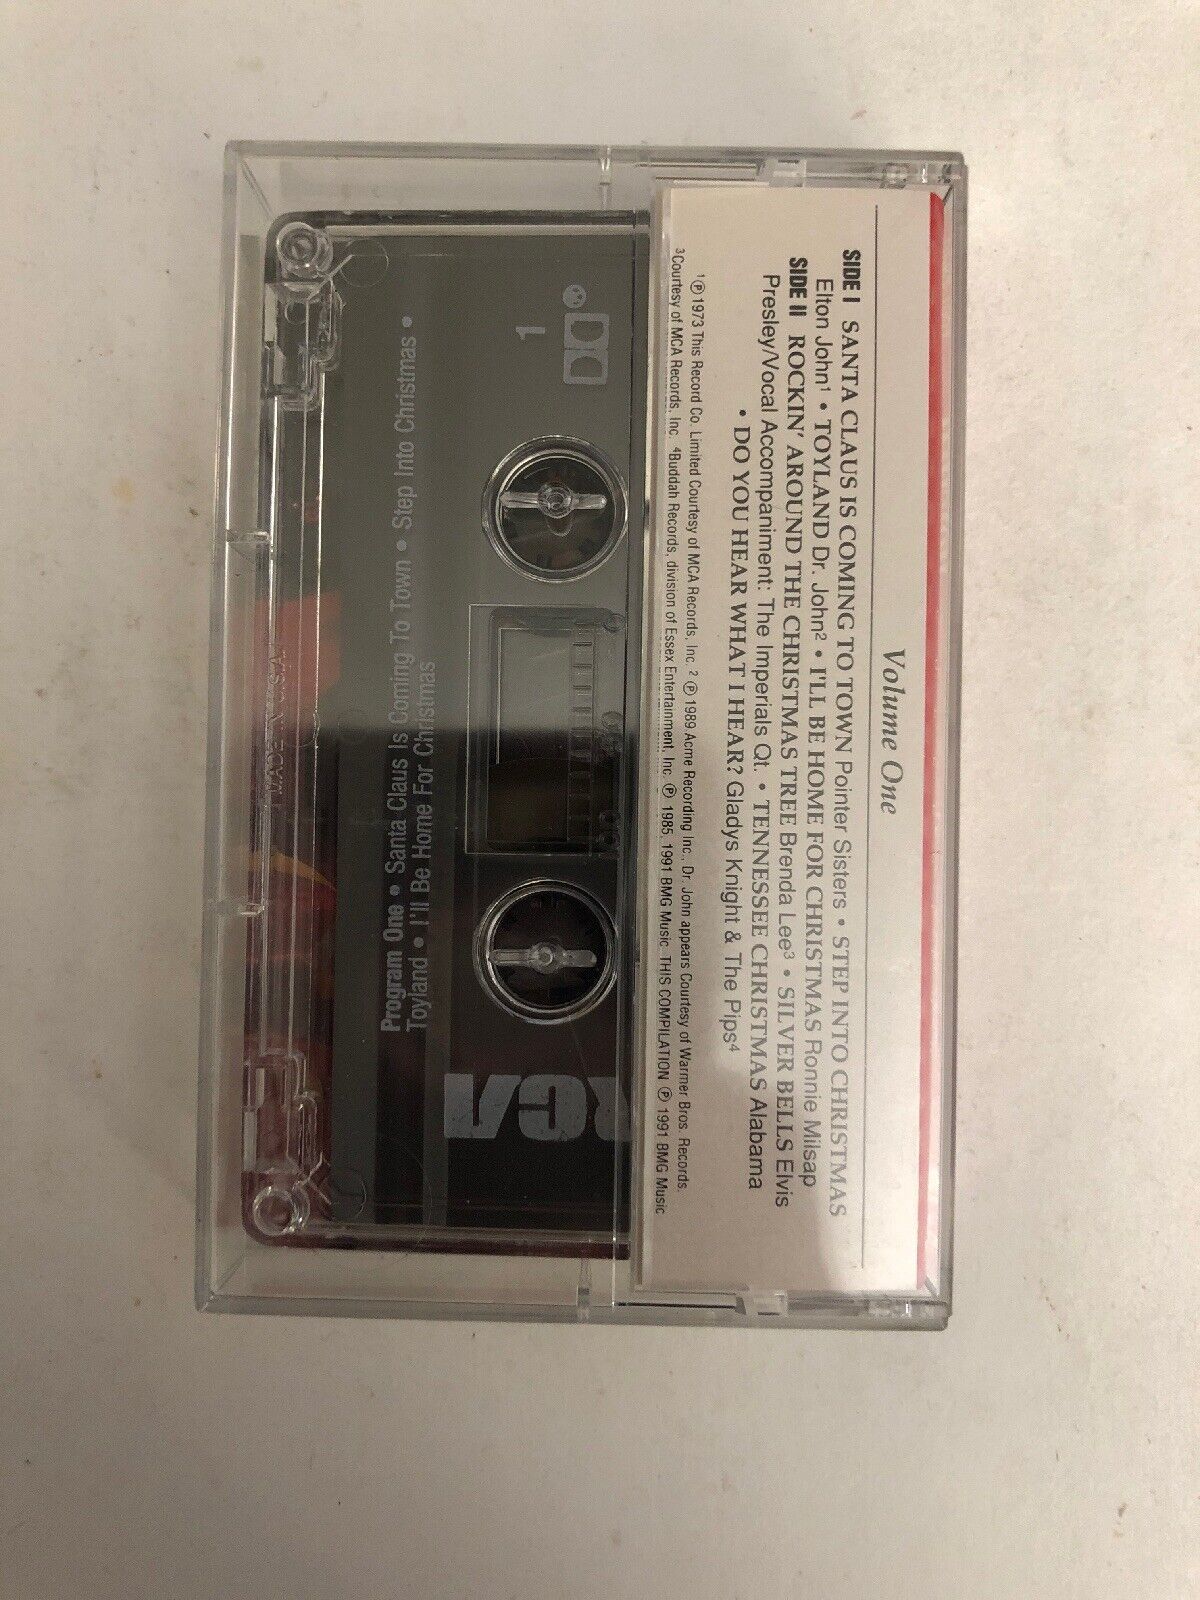 Volume One
SIDE I SANTA CLAUS IS COMING TO TOWN Pointer Sisters • STEP INTO CHRISTMAS
Elton John¹ • TOYLAND Dr. John² • I'LL BE HOME FOR CHRISTMAS Ronnie Milsap
SIDE II ROCKIN' AROUND THE CHRISTMAS TREE Brenda Lee³ • SILVER BELLS Elvis
Presley/Vocal Accompaniment: The Imperials Qt. • TENNESSEE CHRISTMAS Alabama
• DO YOU HEAR WHAT I HEAR? Gladys Knight & The Pips⁴
¹ ℗ 1973 This Record Co. Limited Courtesy of MCA Records, Inc. ² ℗ 1989 Acme Recording Inc., Dr. John appears Courtesy of Warmer Bros. Records.
³Courtesy of MCA Records, Inc. ⁴Buddah Records, division of Essex Entertainment, Inc. ℗ 1985, 1991 BMG Music. THIS COMPILATION ℗ 1991 BMG Music
RCA
1
Program One • Santa Claus Is Coming To Town • Step Into Christmas •
Toyland • I'll Be Home For Christmas
MADE IN U.S.A.